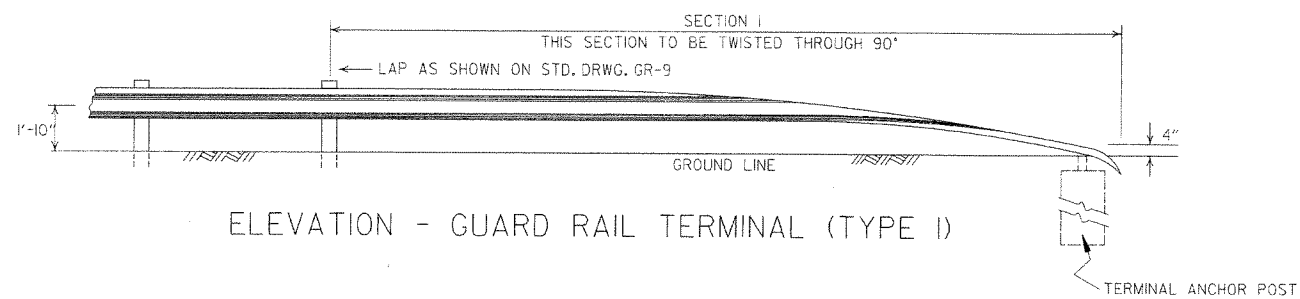 SECTION I
THIS SECTION TO BE TWISTED THROUGH 90°
LAP AS SHOWN ON STD. DRWG. GR-9
1'-10"
4"
GROUND LINE
ELEVATION - GUARD RAIL TERMINAL (TYPE I)
TERMINAL ANCHOR POST